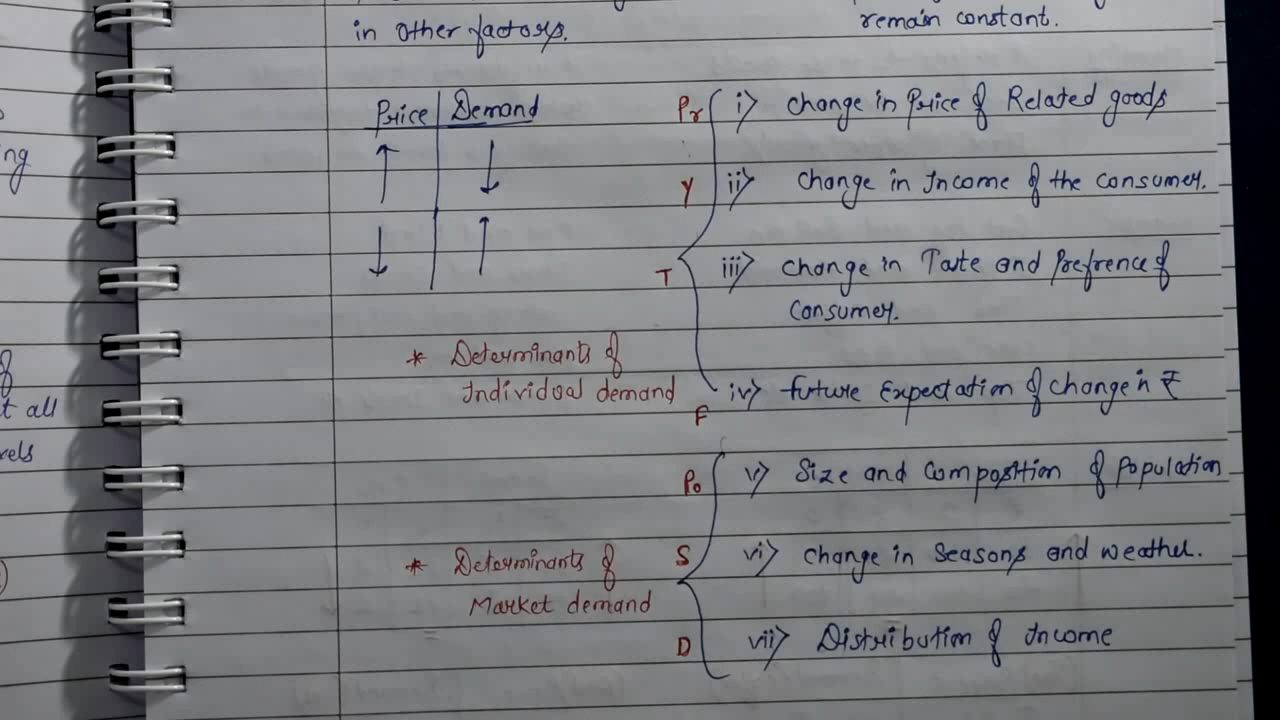 in other factors.
remain constant.
Price | Demand
↑ ↓
↓ ↑
Pr i) change in Price of Related goods
Y ii) change in Income of the consumer.
T iii) change in Taste and Prefrence of
consumer.
* Determinants of
Individual demand
F iv) future Expectation of change in ₹
Po v) Size and Composition of Population
* Determinants of
Market demand
S vi) change in Seasons and weather.
D vii) Distribution of Income
ng
of
t all